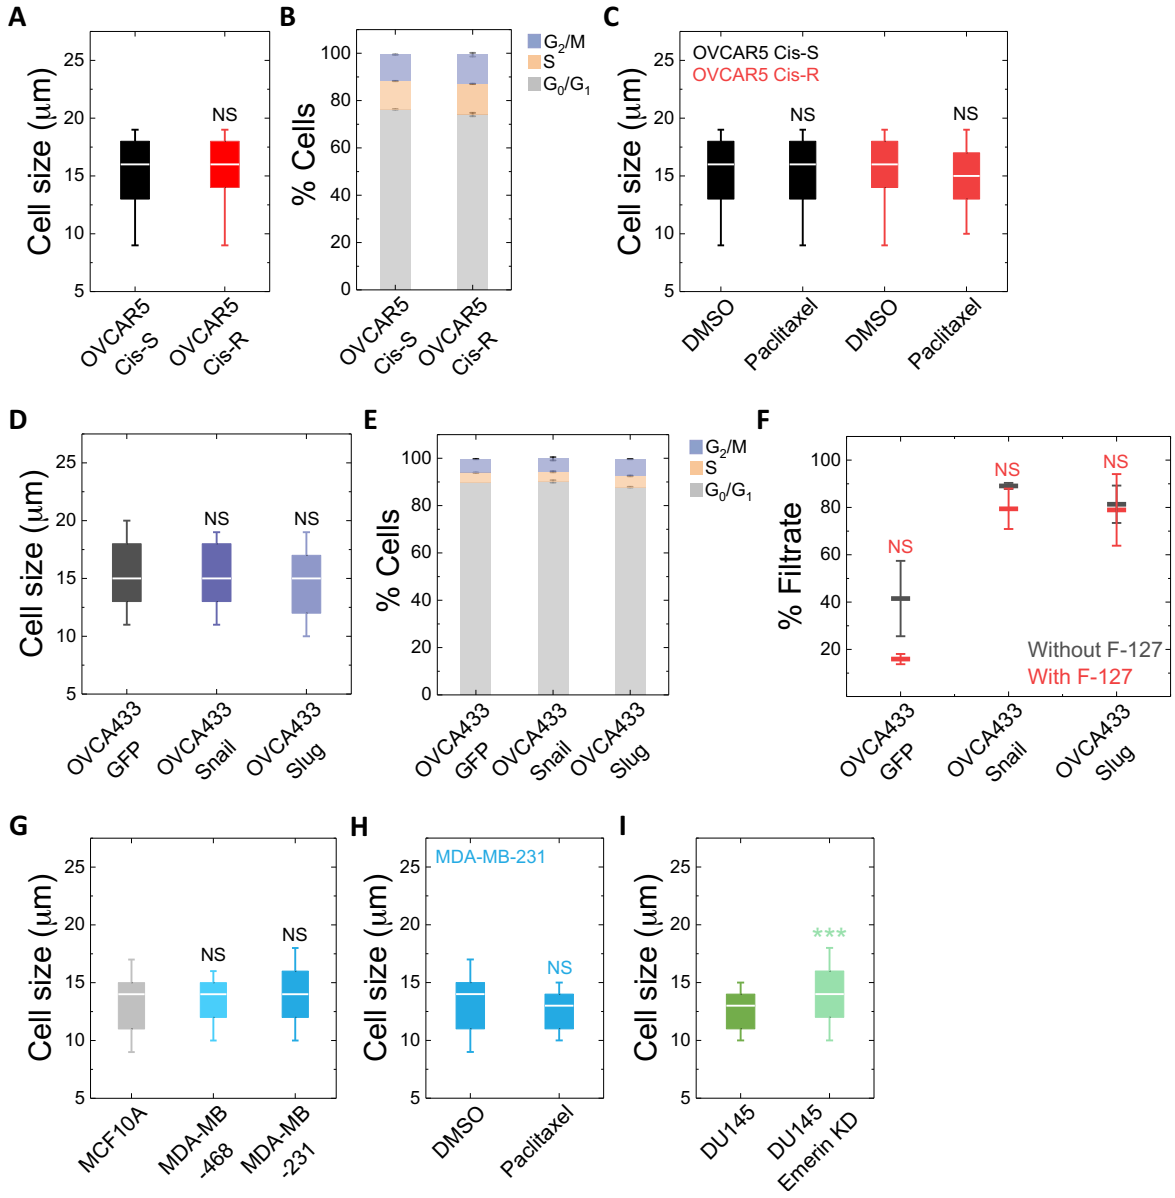 A
Cell size (μm)
25
20
15
10
5
NS
OVCAR5
Cis-S
OVCAR5
Cis-R
B
% Cells
100
80
60
40
20
0
G2/M
S
G0/G1
OVCAR5
Cis-S
OVCAR5
Cis-R
C
Cell size (μm)
25
20
15
10
5
OVCAR5 Cis-S
OVCAR5 Cis-R
NS
NS
DMSO
Paclitaxel
DMSO
Paclitaxel
D
Cell size (μm)
25
20
15
10
5
NS
NS
OVCA433
GFP
OVCA433
Snail
OVCA433
Slug
E
% Cells
100
80
60
40
20
0
G2/M
S
G0/G1
OVCA433
GFP
OVCA433
Snail
OVCA433
Slug
F
% Filtrate
100
80
60
40
20
NS
NS
NS
Without F-127
With F-127
OVCA433
GFP
OVCA433
Snail
OVCA433
Slug
G
Cell size (μm)
25
20
15
10
5
NS
NS
MCF10A
MDA-MB
-468
MDA-MB
-231
H
Cell size (μm)
25
20
15
10
5
MDA-MB-231
NS
DMSO
Paclitaxel
I
Cell size (μm)
25
20
15
10
5
***
DU145
DU145
Emerin KD